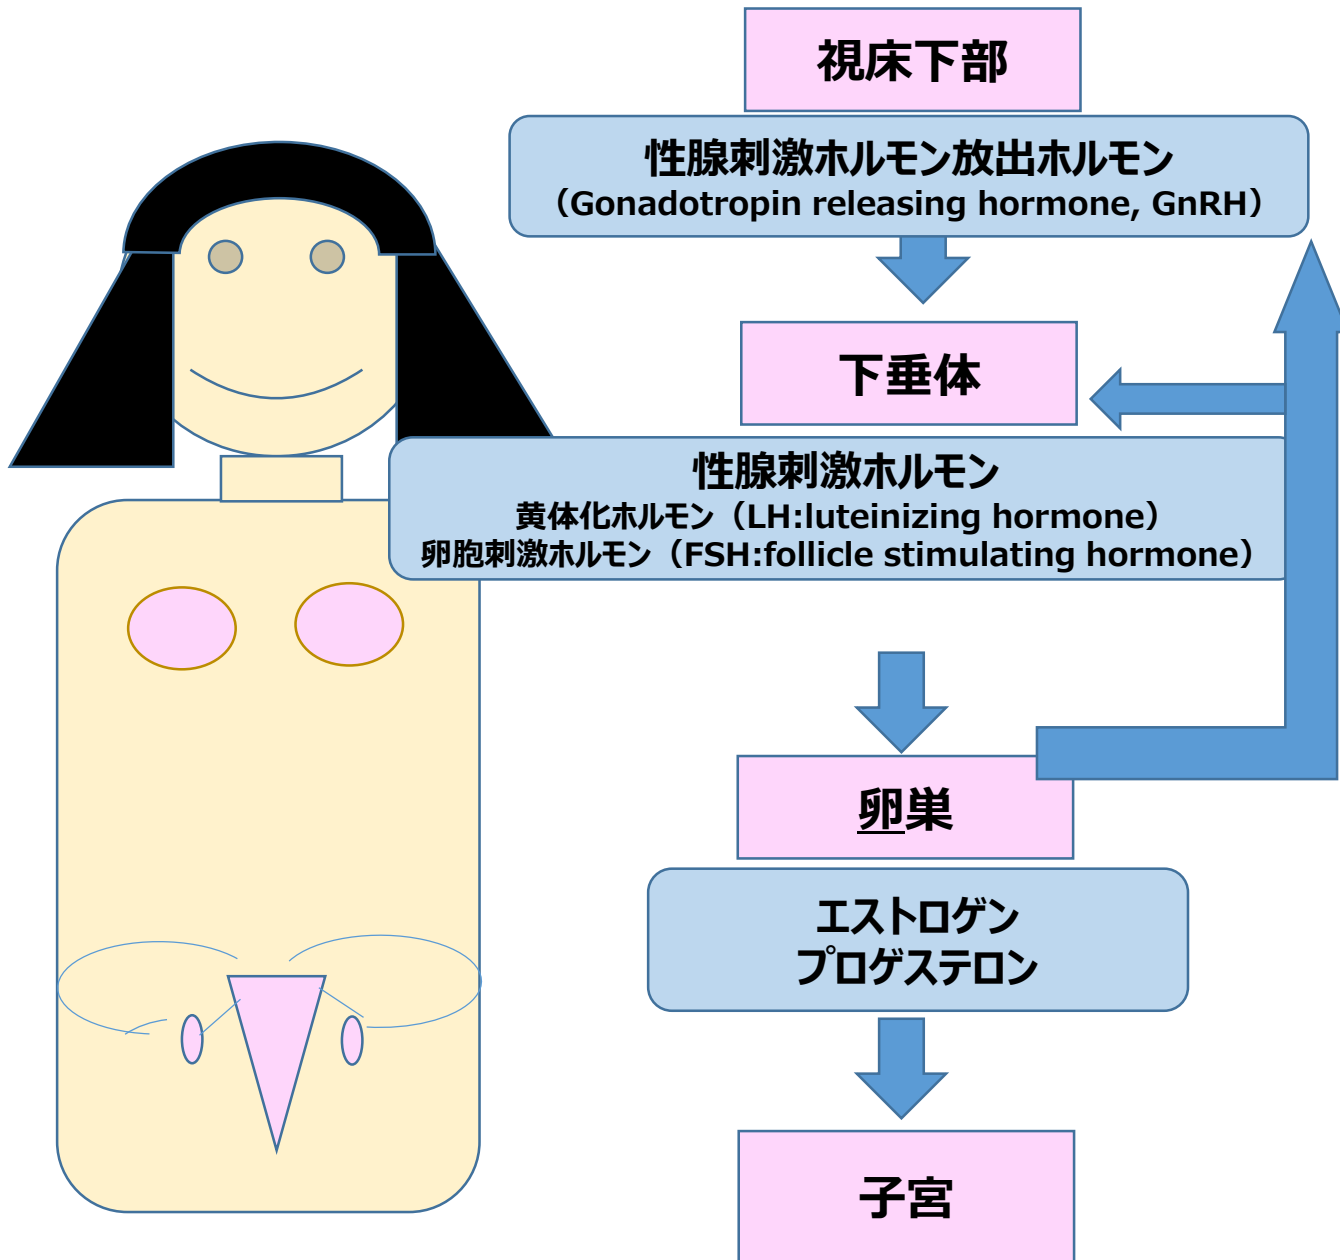 視床下部
性腺刺激ホルモン放出ホルモン
（Gonadotropin releasing hormone, GnRH）
下垂体
性腺刺激ホルモン
黄体化ホルモン（LH:luteinizing hormone）
卵胞刺激ホルモン（FSH:follicle stimulating hormone）
卵巣
エストロゲン
プロゲステロン
子宮